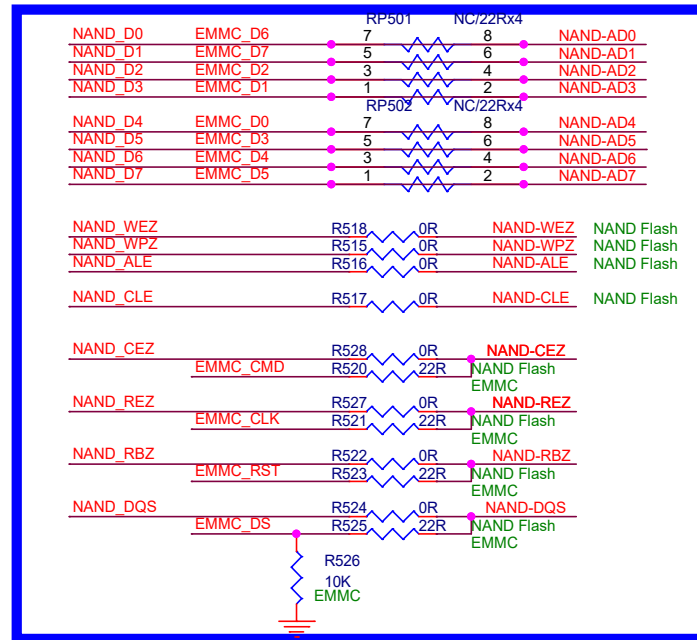 RP501 NC/22Rx4
NAND_D0 EMMC_D6 7 8 NAND-AD0
NAND_D1 EMMC_D7 5 6 NAND-AD1
NAND_D2 EMMC_D2 3 4 NAND-AD2
NAND_D3 EMMC_D1 1 2 NAND-AD3
RP502 NC/22Rx4
NAND_D4 EMMC_D0 7 8 NAND-AD4
NAND_D5 EMMC_D3 5 6 NAND-AD5
NAND_D6 EMMC_D4 3 4 NAND-AD6
NAND_D7 EMMC_D5 1 2 NAND-AD7
NAND_WEZ R518 0R NAND-WEZ NAND Flash
NAND_WPZ R515 0R NAND-WPZ NAND Flash
NAND_ALE R516 0R NAND-ALE NAND Flash
NAND_CLE R517 0R NAND-CLE NAND Flash
NAND_CEZ R528 0R NAND-CEZ
EMMC_CMD R520 22R NAND Flash
EMMC
NAND_REZ R527 0R NAND-REZ
EMMC_CLK R521 22R NAND Flash
EMMC
NAND_RBZ R522 0R NAND-RBZ
EMMC_RST R523 22R NAND Flash
EMMC
NAND_DQS R524 0R NAND-DQS
EMMC_DS R525 22R NAND Flash
EMMC
R526
10K
EMMC